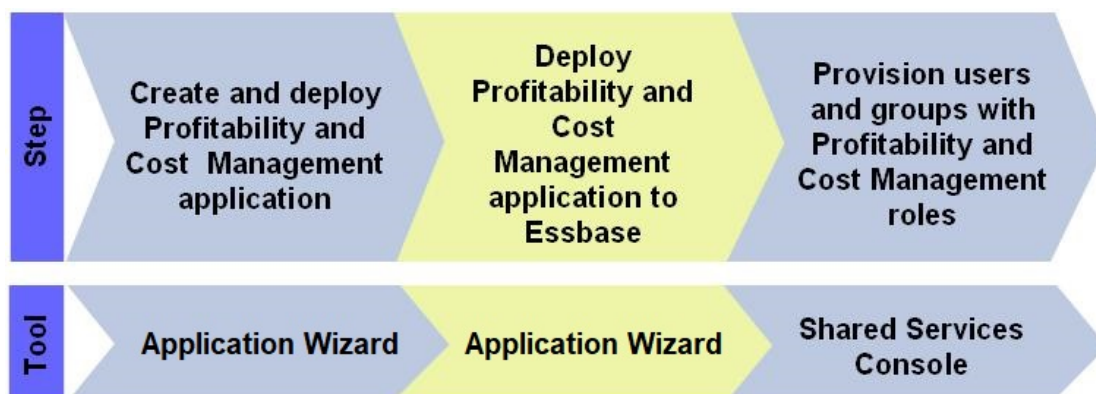 Step
Create and deploy
Profitability and
Cost Management
application
Deploy
Profitability and
Cost
Management
application to
Essbase
Provision users
and groups with
Profitability and
Cost Management
roles
Tool
Application Wizard
Application Wizard
Shared Services
Console